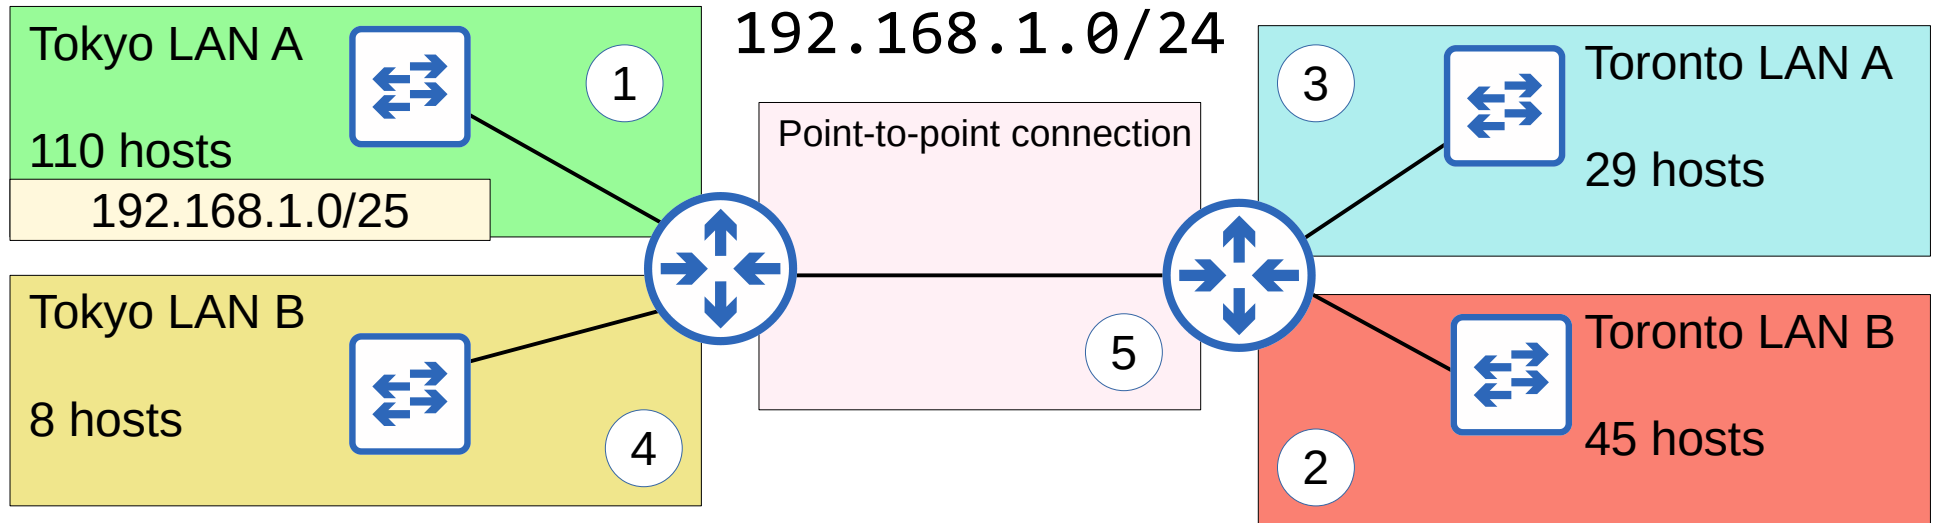 Tokyo LAN A
110 hosts
192.168.1.0/25
1
192.168.1.0/24
Point-to-point connection
5
3
Toronto LAN A
29 hosts
Tokyo LAN B
8 hosts
4
Toronto LAN B
45 hosts
2